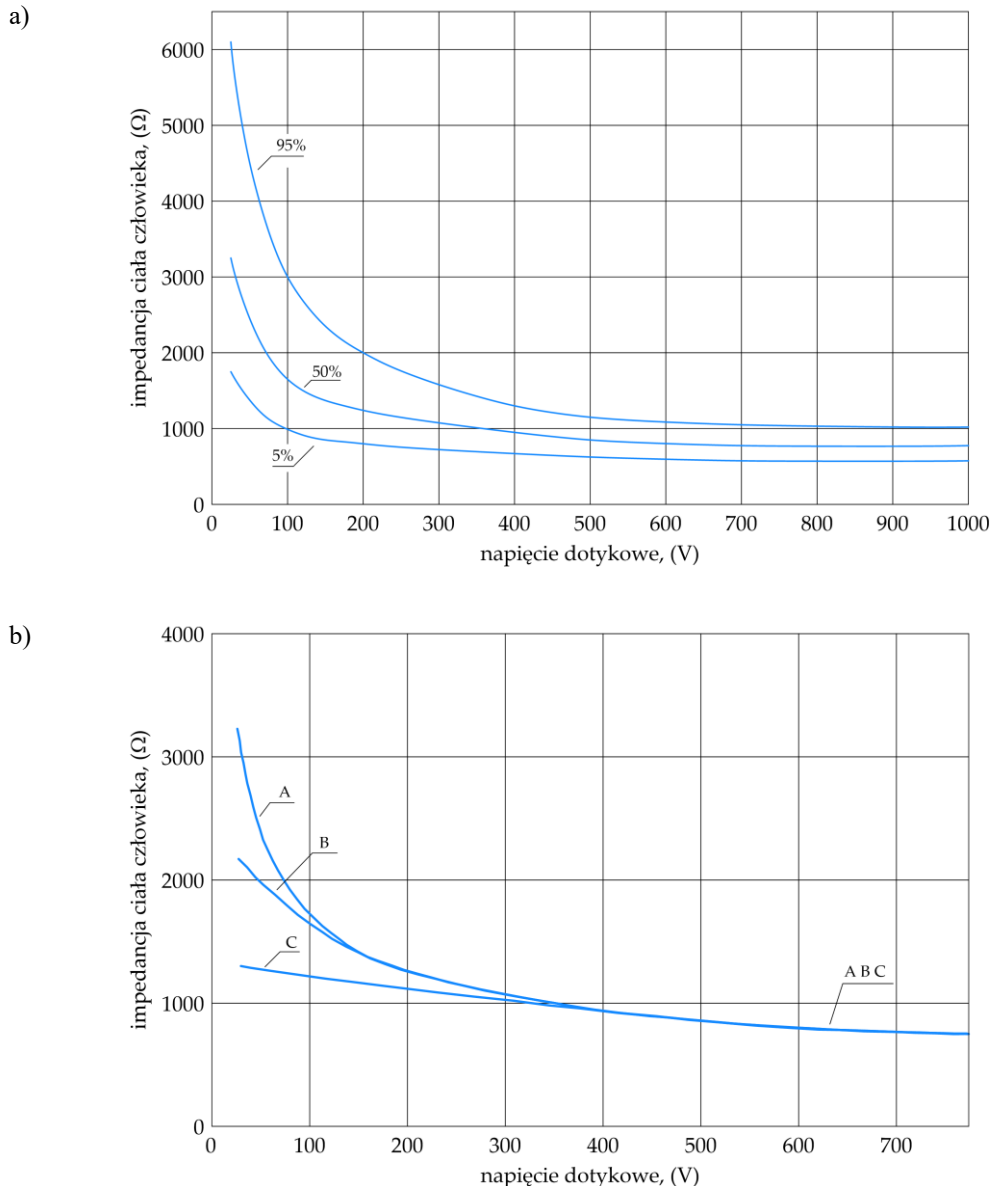 a)
impedancja ciała człowieka, (Ω)
6000
5000
4000
3000
2000
1000
0
95%
50%
5%
0 100 200 300 400 500 600 700 800 900 1000
napięcie dotykowe, (V)
b)
impedancja ciała człowieka, (Ω)
4000
3000
2000
1000
0
A
B
C
A B C
0 100 200 300 400 500 600 700
napięcie dotykowe, (V)